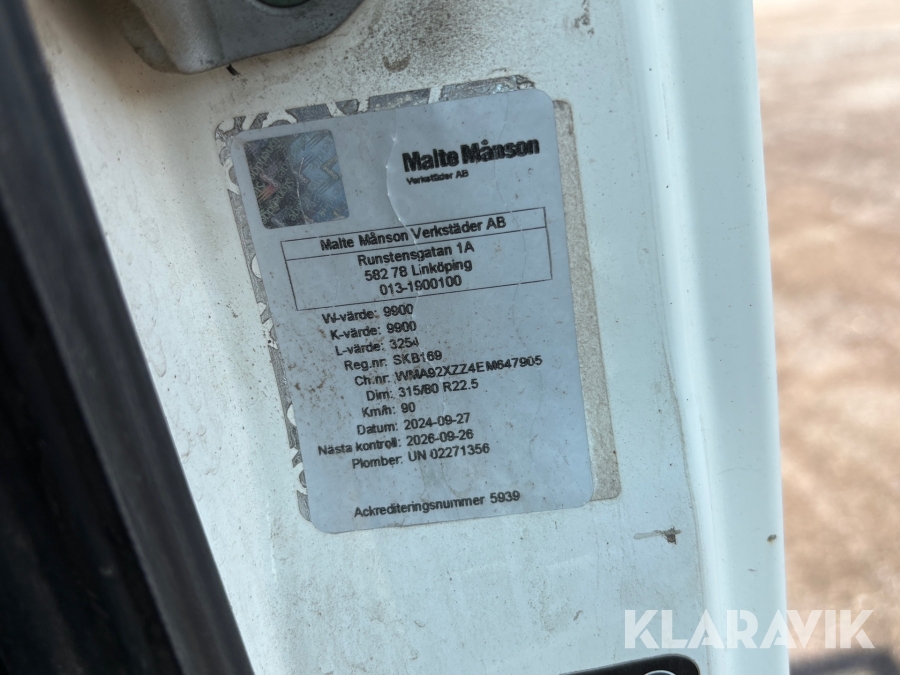 Malte Månson
Verkstäder AB
Malte Månson Verkstäder AB
Runstensgatan 1A
582 78 Linköping
013-1900100
W-värde: 9900
K-värde: 9900
L-värde: 3254
Reg.nr: SKB169
Ch.nr: WMA92XZZ4EM647905
Dim: 315/80 R22.5
Km/h: 90
Datum: 2024-09-27
Nästa kontroll: 2026-09-26
Plomber: UN 02271356
Ackrediteringsnummer 5939
KLARAVIK